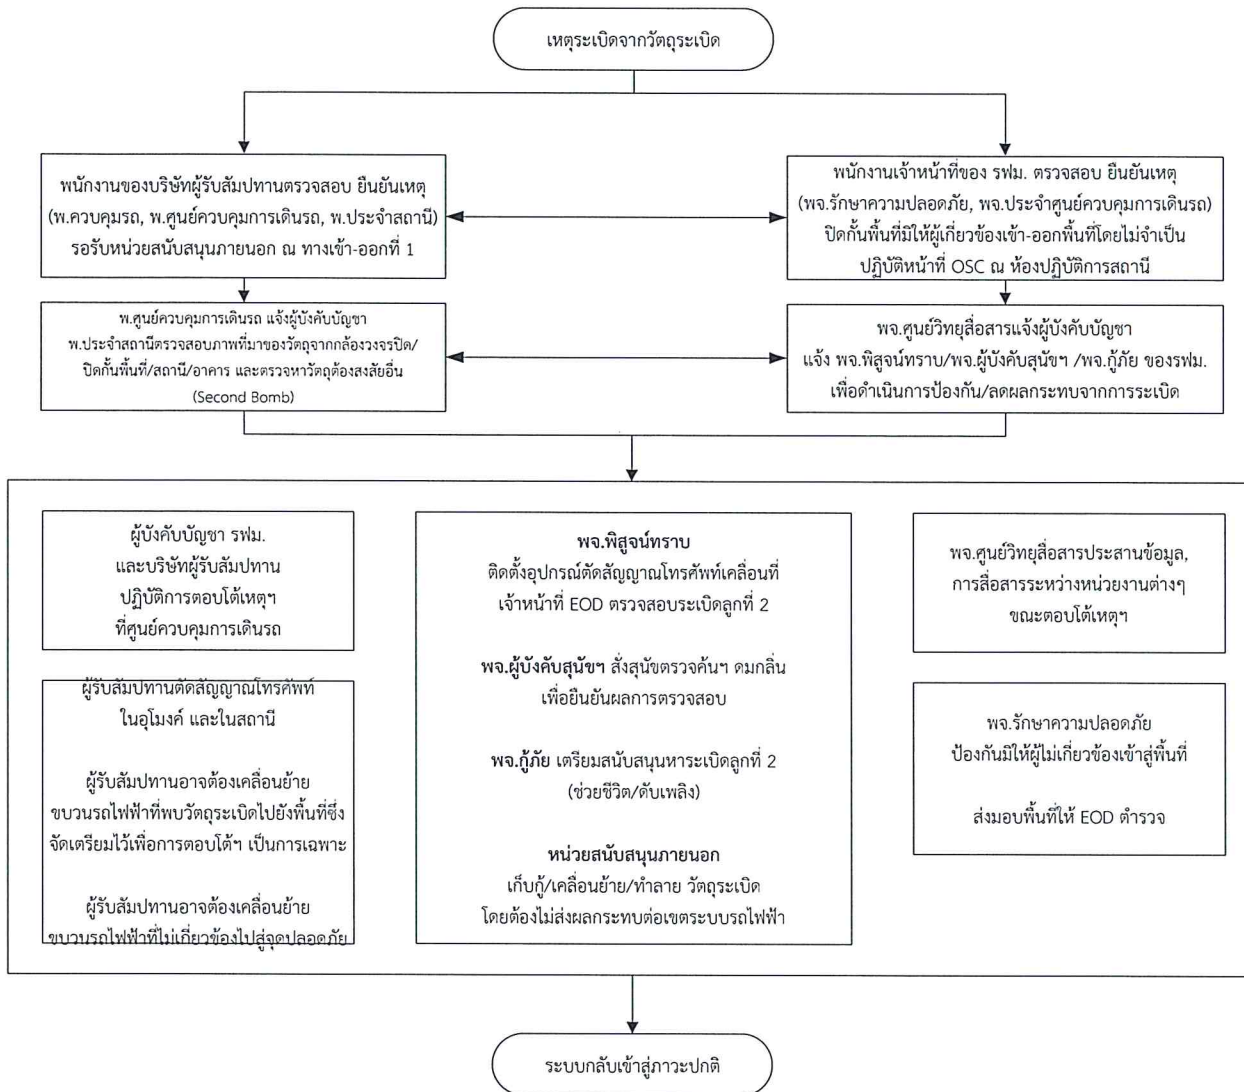 เหตุระเบิดจากวัตถุระเบิด
พนักงานของบริษัทผู้รับสัมปทานตรวจสอบ ยืนยันเหตุ
(พ.ควบคุมรถ, พ.ศูนย์ควบคุมการเดินรถ, พ.ประจำสถานี)
รอรับหน่วยสนับสนุนภายนอก ณ ทางเข้า-ออกที่ 1
พนักงานเจ้าหน้าที่ของ รฟม. ตรวจสอบ ยืนยันเหตุ
(พจ.รักษาความปลอดภัย, พจ.ประจำศูนย์ควบคุมการเดินรถ)
ปิดกั้นพื้นที่มิให้ผู้เกี่ยวข้องเข้า-ออกพื้นที่โดยไม่จำเป็น
ปฏิบัติหน้าที่ OSC ณ ห้องปฏิบัติการสถานี
พ.ศูนย์ควบคุมการเดินรถ แจ้งผู้บังคับบัญชา
พ.ประจำสถานีตรวจสอบภาพที่มาของวัตถุจากกล้องวงจรปิด/
ปิดกั้นพื้นที่/สถานี/อาคาร และตรวจหาวัตถุต้องสงสัยอื่น
(Second Bomb)
พจ.ศูนย์วิทยุสื่อสารแจ้งผู้บังคับบัญชา
แจ้ง พจ.พิสูจน์ทราบ/พจ.ผู้บังคับสุนัขฯ /พจ.กู้ภัย ของรฟม.
เพื่อดำเนินการป้องกัน/ลดผลกระทบจากการระเบิด
ผู้บังคับบัญชา รฟม.
และบริษัทผู้รับสัมปทาน
ปฏิบัติการตอบโต้เหตุฯ
ที่ศูนย์ควบคุมการเดินรถ
ผู้รับสัมปทานตัดสัญญาณโทรศัพท์
ในอุโมงค์ และในสถานี
ผู้รับสัมปทานอาจต้องเคลื่อนย้าย
ขบวนรถไฟฟ้าที่พบวัตถุระเบิดไปยังพื้นที่ซึ่ง
จัดเตรียมไว้เพื่อการตอบโต้ฯ เป็นการเฉพาะ
ผู้รับสัมปทานอาจต้องเคลื่อนย้าย
ขบวนรถไฟฟ้าที่ไม่เกี่ยวข้องไปสู่จุดปลอดภัย
พจ.พิสูจน์ทราบ
ติดตั้งอุปกรณ์ตัดสัญญาณโทรศัพท์เคลื่อนที่
เจ้าหน้าที่ EOD ตรวจสอบระเบิดลูกที่ 2
พจ.ผู้บังคับสุนัขฯ สั่งสุนัขตรวจค้นฯ ดมกลิ่น
เพื่อยืนยันผลการตรวจสอบ
พจ.กู้ภัย เตรียมสนับสนุนหาระเบิดลูกที่ 2
(ช่วยชีวิต/ดับเพลิง)
หน่วยสนับสนุนภายนอก
เก็บกู้/เคลื่อนย้าย/ทำลาย วัตถุระเบิด
โดยต้องไม่ส่งผลกระทบต่อเขตระบบรถไฟฟ้า
พจ.ศูนย์วิทยุสื่อสารประสานข้อมูล,
การสื่อสารระหว่างหน่วยงานต่างๆ
ขณะตอบโต้เหตุฯ
พจ.รักษาความปลอดภัย
ป้องกันมิให้ผู้ไม่เกี่ยวข้องเข้าสู่พื้นที่
ส่งมอบพื้นที่ให้ EOD ตำรวจ
ระบบกลับเข้าสู่ภาวะปกติ